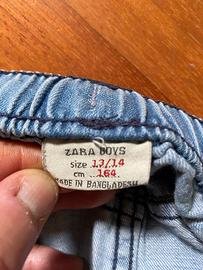 ZARA BOYS
size 13/14
cm 164
MADE IN BANGLADESH